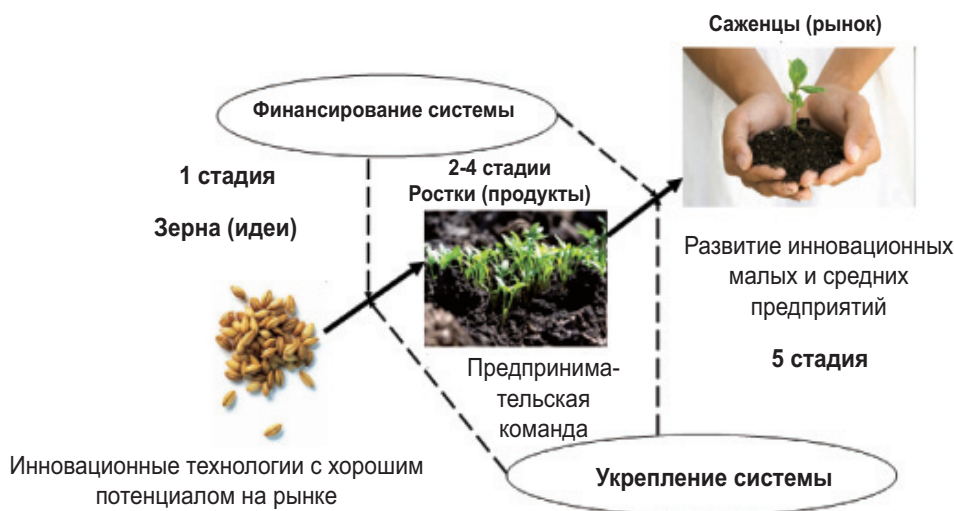 Саженцы (рынок)
Финансирование системы
1 стадия
Зерна (идеи)
2-4 стадии
Ростки (продукты)
Развитие инновационных
малых и средних
предприятий
5 стадия
Предпринима-
тельская
команда
Инновационные технологии с хорошим
потенциалом на рынке
Укрепление системы